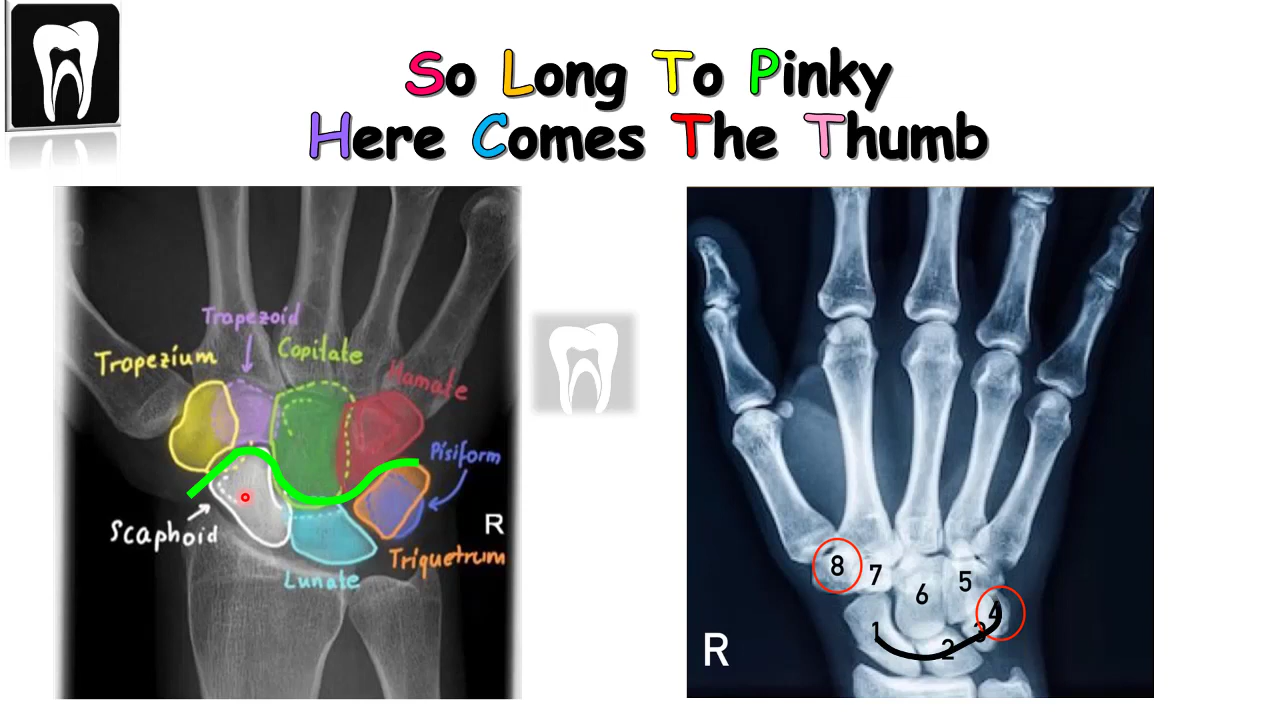 So Long To Pinky
Here Comes The Thumb
Trapezoid
Tropezium
Copitate
Hamate
Pisiform
Scaphoid
R
Triquetrum
Lunate
8
7
6
5
4
3
1
2
R